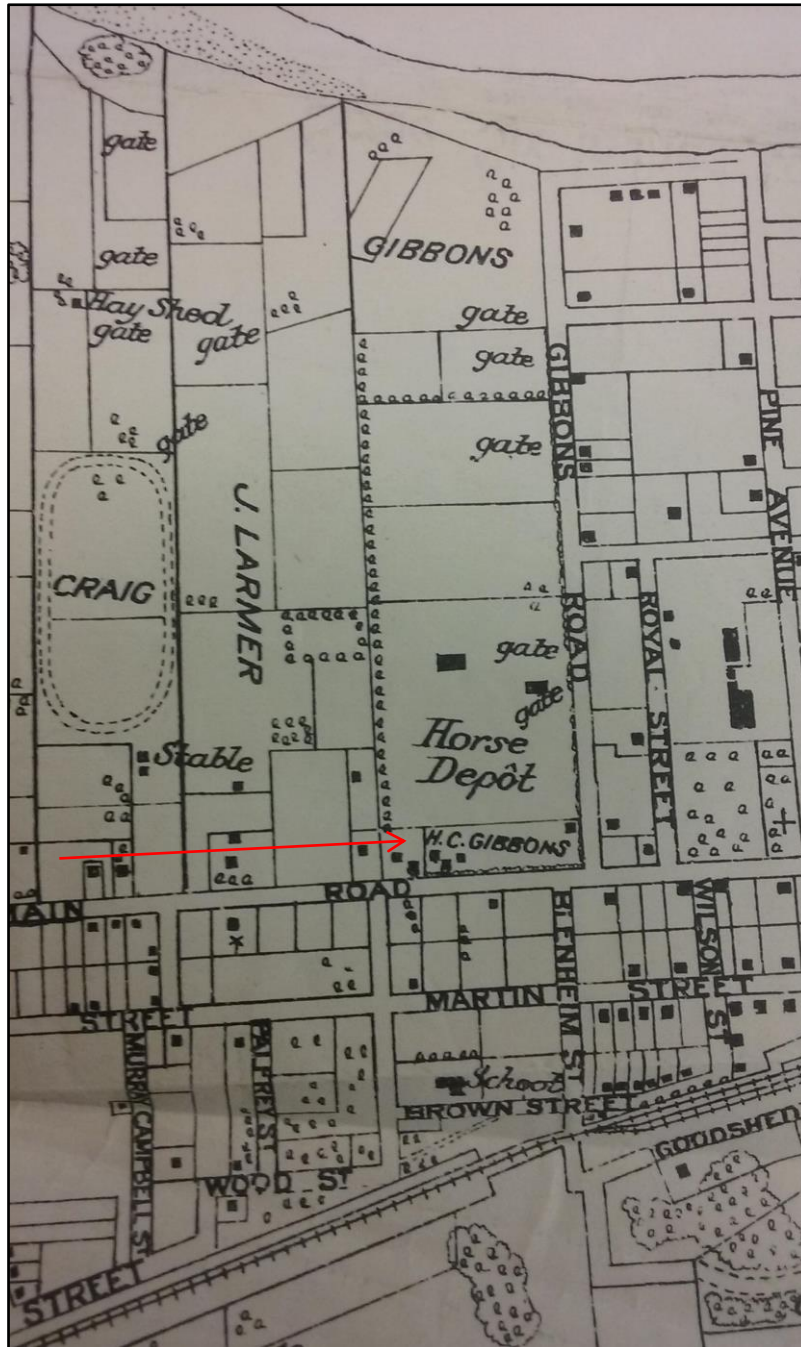 gate
gate
GIBBONS
Hay Shed
gate
gate
gate
gate
gate
gate
GIBBONS ROAD
PINE AVENUE
J. LARMER
CRAIG
gate
gate
ROYAL STREET
Stable
Horse
Depôt
H.C. GIBBONS
MAIN ROAD
BLENHEIM ST
WILSON ST
MARTIN STREET
STREET
MURRAY CAMPBELL ST
PALFREY ST
School
BROWN STREET
GOODSHED
WOOD ST
STREET